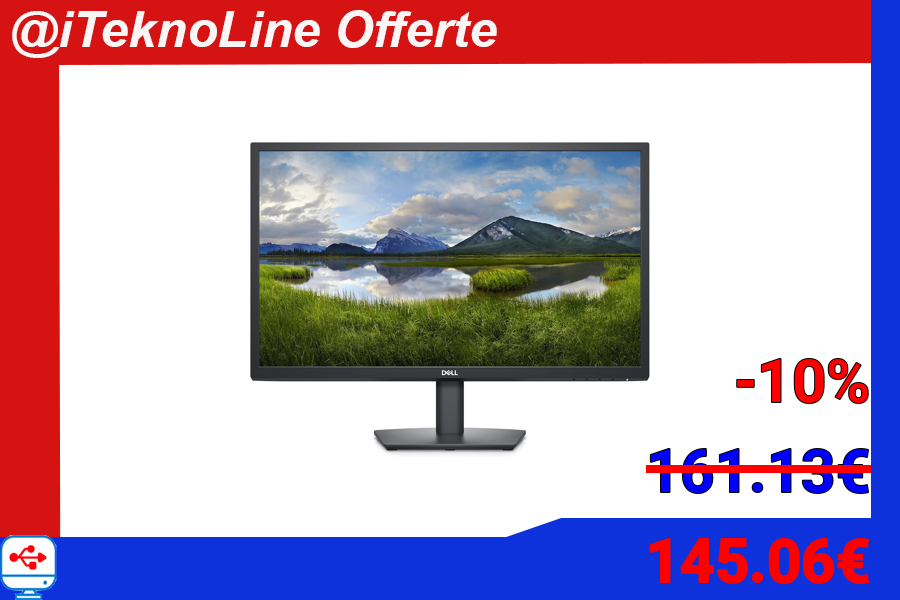 @iTeknoLine Offerte
DELL
-10%
161.13€
145.06€